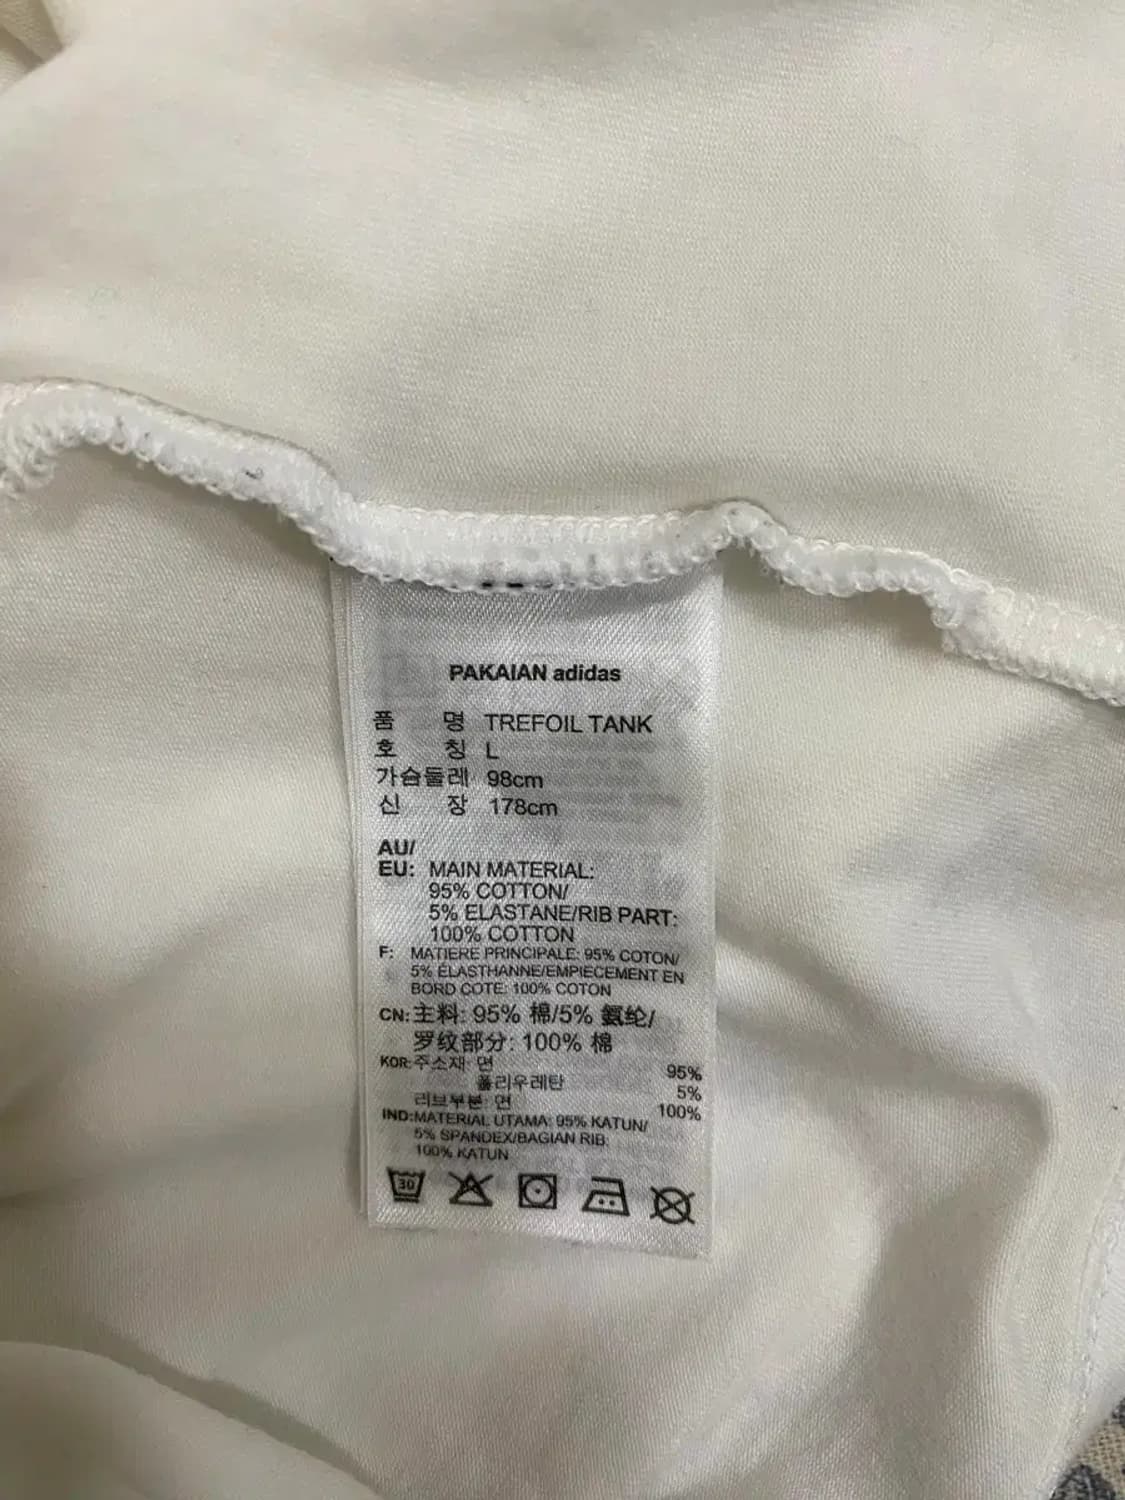 PAKAIAN adidas
품 명 TREFOIL TANK
호 칭 L
가슴둘레 98cm
신 장 178cm
AU/
EU: MAIN MATERIAL:
95% COTTON/
5% ELASTANE/RIB PART:
100% COTTON
F: MATIERE PRINCIPALE: 95% COTON/
5% ÉLASTHANNE/EMPIECEMENT EN
BORD COTE: 100% COTON
CN: 主料: 95% 棉/5% 氨纶/
罗纹部分: 100% 棉
KOR: 주소재: 면 95%
폴리우레탄 5%
리브부분: 면 100%
IND: MATERIAL UTAMA: 95% KATUN/
5% SPANDEX/BAGIAN RIB:
100% KATUN
30